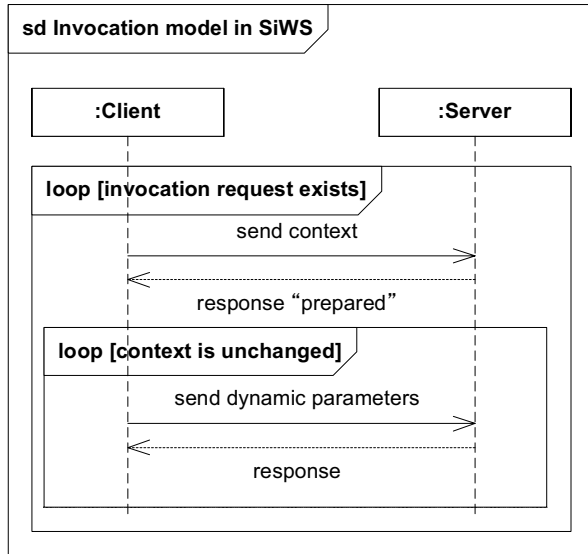 sd Invocation model in SiWS
:Client
:Server
loop [invocation request exists]
send context
response “prepared”
loop [context is unchanged]
send dynamic parameters
response